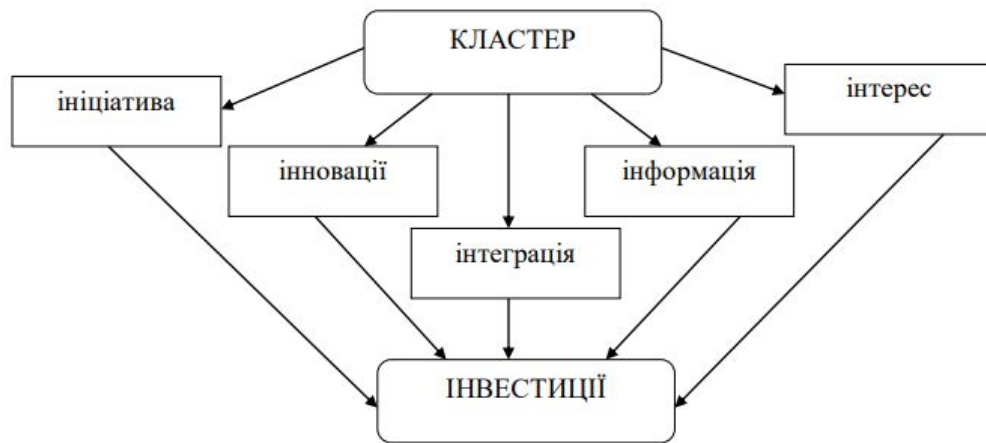 КЛАСТЕР
ініціатива
інтерес
інновації
інформація
інтеграція
ІНВЕСТИЦІЇ